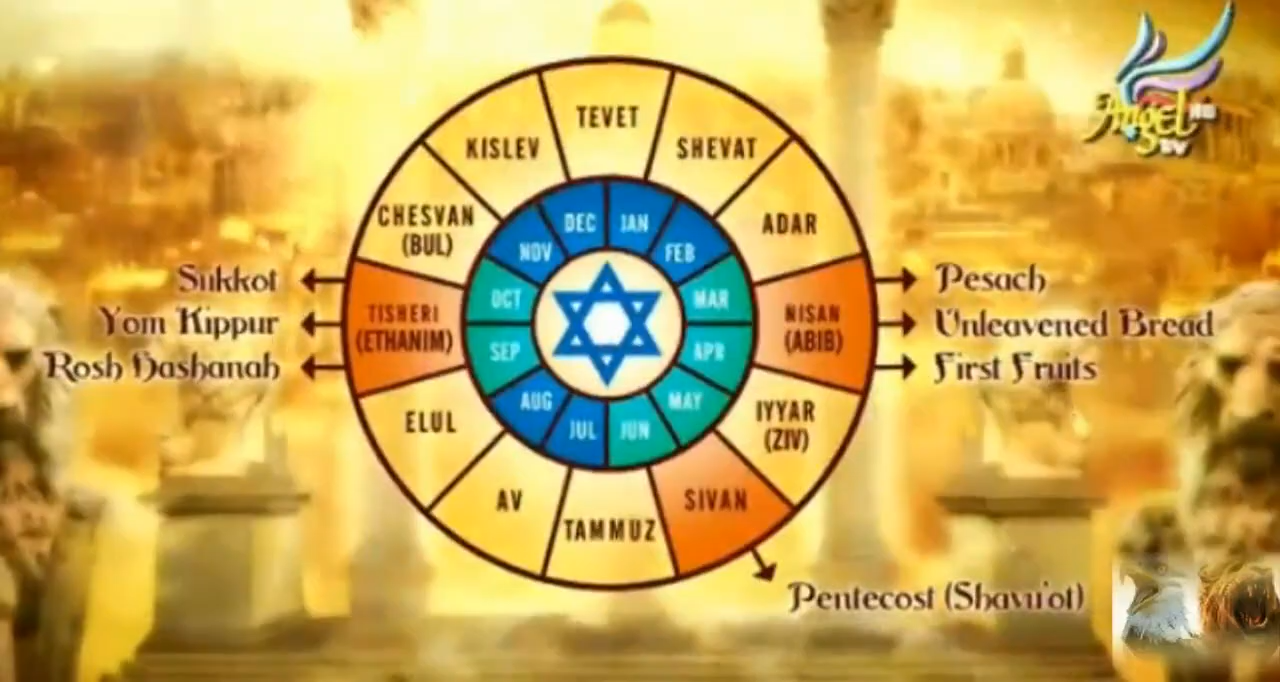 Angel
TV
TEVET
KISLEV
SHEVAT
CHESVAN
(BUL)
ADAR
DEC
JAN
NOV
FEB
Sukkot
Yom Kippur
Rosh Hashanah
TISHERI
(ETHANIM)
OCT
MAR
NISAN
(ABIB)
Pesach
Unleavened Bread
First Fruits
SEP
APR
AUG
MAY
JUL
JUN
ELUL
IYYAR
(ZIV)
AV
TAMMUZ
SIVAN
Pentecost (Shavu'ot)